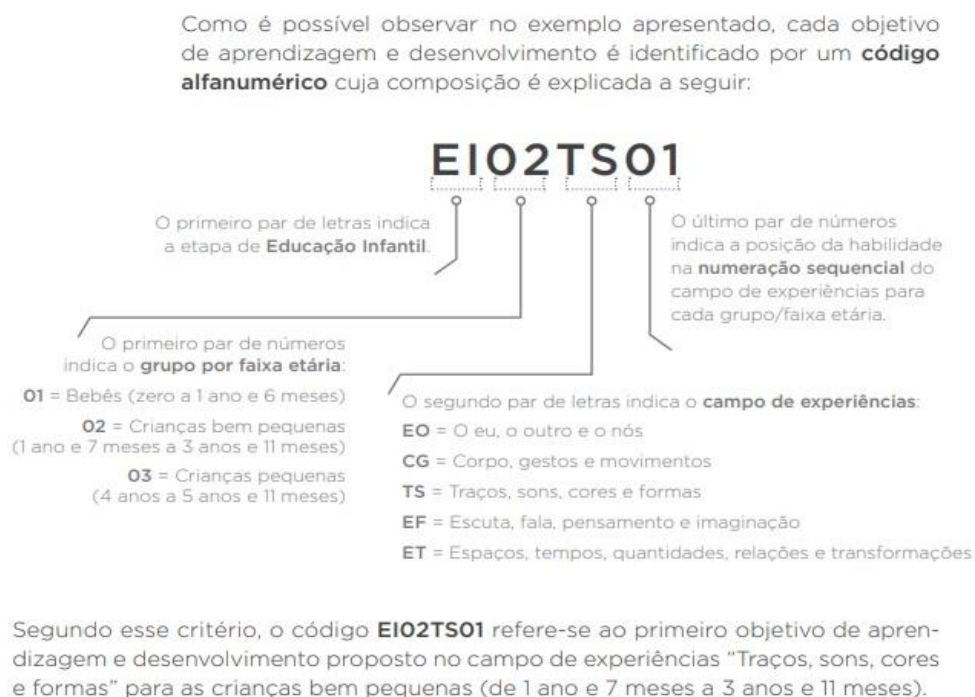 Como é possível observar no exemplo apresentado, cada objetivo
de aprendizagem e desenvolvimento é identificado por um código
alfanumérico cuja composição é explicada a seguir:
EI02TS01
O primeiro par de letras indica
a etapa de Educação Infantil.
O último par de números
indica a posição da habilidade
na numeração sequencial do
campo de experiências para
cada grupo/faixa etária.
O primeiro par de números
indica o grupo por faixa etária:
01 = Bebês (zero a 1 ano e 6 meses)
02 = Crianças bem pequenas
(1 ano e 7 meses a 3 anos e 11 meses)
03 = Crianças pequenas
(4 anos a 5 anos e 11 meses)
O segundo par de letras indica o campo de experiências:
EO = O eu, o outro e o nós
CG = Corpo, gestos e movimentos
TS = Traços, sons, cores e formas
EF = Escuta, fala, pensamento e imaginação
ET = Espaços, tempos, quantidades, relações e transformações
Segundo esse critério, o código EI02TS01 refere-se ao primeiro objetivo de apren-
dizagem e desenvolvimento proposto no campo de experiências “Traços, sons, cores
e formas” para as crianças bem pequenas (de 1 ano e 7 meses a 3 anos e 11 meses).